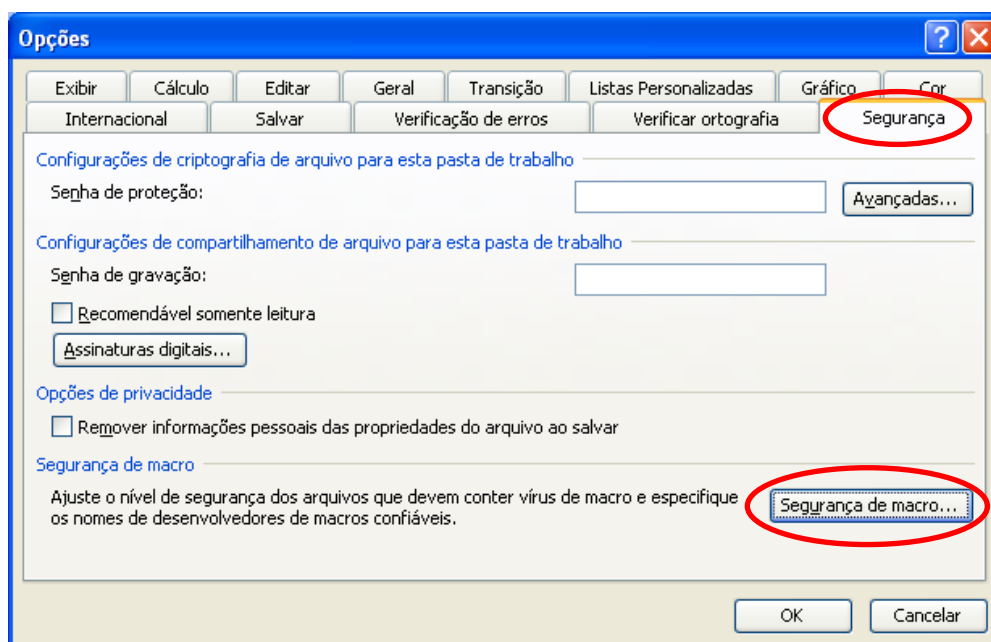 Opções
Exibir Cálculo Editar Geral Transição Listas Personalizadas Gráfico Cor
Internacional Salvar Verificação de erros Verificar ortografia Segurança
Configurações de criptografia de arquivo para esta pasta de trabalho
Senha de proteção: Avançadas...
Configurações de compartilhamento de arquivo para esta pasta de trabalho
Senha de gravação:
Recomendável somente leitura
Assinaturas digitais...
Opções de privacidade
Remover informações pessoais das propriedades do arquivo ao salvar
Segurança de macro
Ajuste o nível de segurança dos arquivos que devem conter vírus de macro e especifique
os nomes de desenvolvedores de macros confiáveis.
Segurança de macro...
OK Cancelar